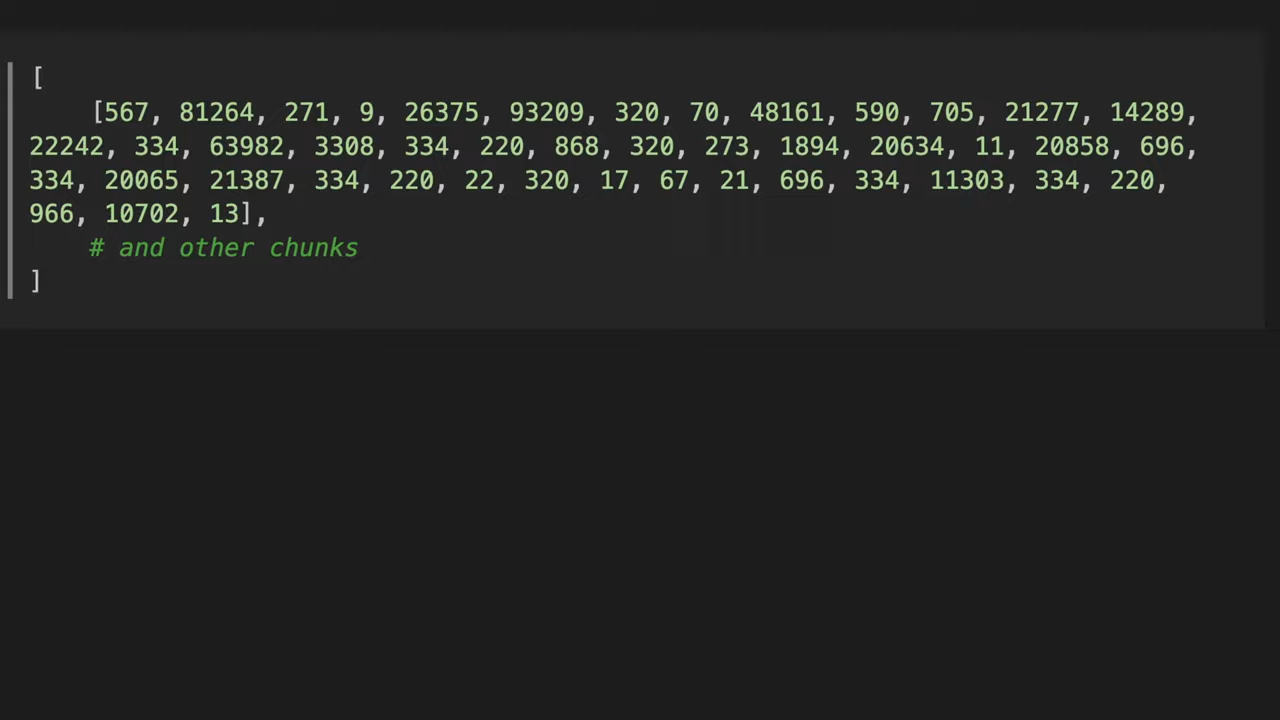 [
[567, 81264, 271, 9, 26375, 93209, 320, 70, 48161, 590, 705, 21277, 14289,
22242, 334, 63982, 3308, 334, 220, 868, 320, 273, 1894, 20634, 11, 20858, 696,
334, 20065, 21387, 334, 220, 22, 320, 17, 67, 21, 696, 334, 11303, 334, 220,
966, 10702, 13],
# and other chunks
]